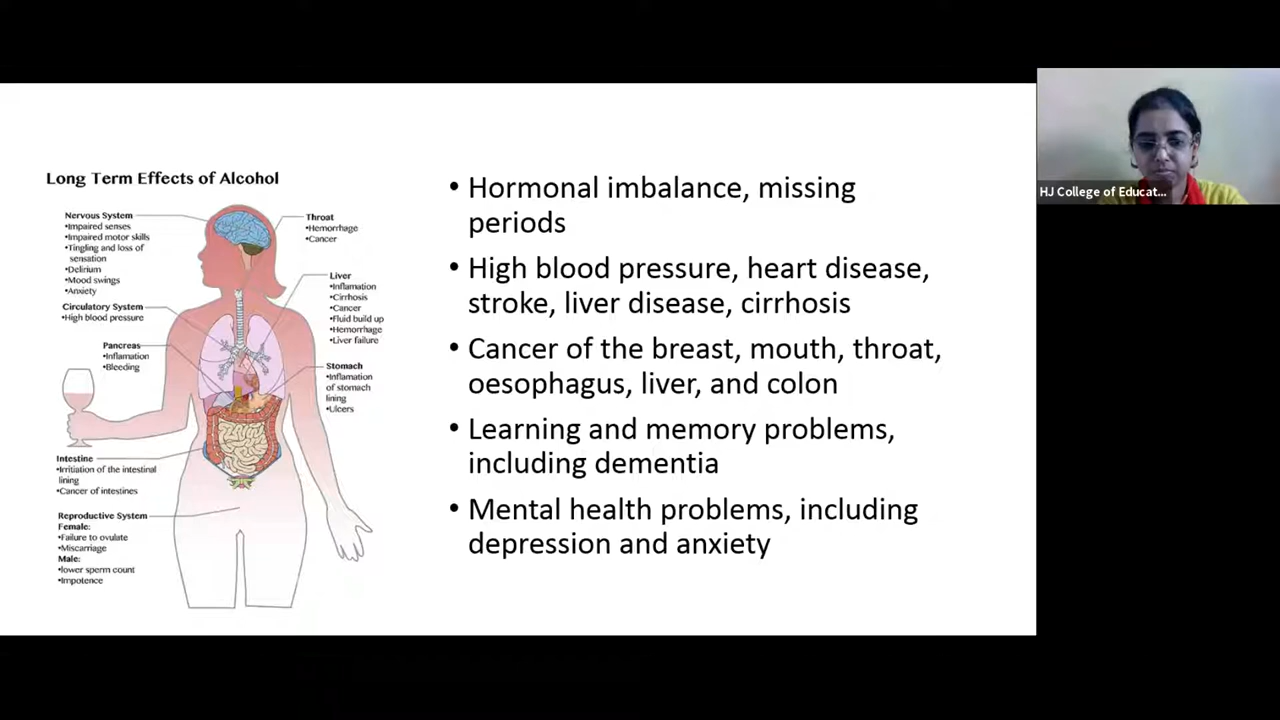 Long Term Effects of Alcohol
Nervous System
•Impaired senses
•Impaired motor skills
•Tingling and loss of
sensation
•Delirium
•Mood swings
•Anxiety
Circulatory System
•High blood pressure
Pancreas
•Inflamation
•Bleeding
Intestine
•Irritiation of the intestinal
lining
•Cancer of intestines
Reproductive System
Female:
•Failure to ovulate
•Miscarriage
Male:
•lower sperm count
•Impotence
Throat
•Hemorrhage
•Cancer
Liver
•Inflamation
•Cirrhosis
•Cancer
•Fluid build up
•Hemorrhage
•Liver failure
Stomach
•Inflamation
of stomach
lining
•Ulcers
• Hormonal imbalance, missing
periods
• High blood pressure, heart disease,
stroke, liver disease, cirrhosis
• Cancer of the breast, mouth, throat,
oesophagus, liver, and colon
• Learning and memory problems,
including dementia
• Mental health problems, including
depression and anxiety
HJ College of Educat...